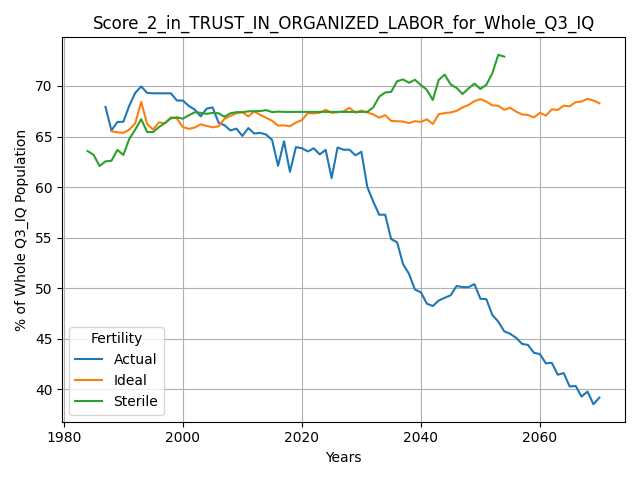 Score_2_in_TRUST_IN_ORGANIZED_LABOR_for_Whole_Q3_IQ
% of Whole Q3_IQ Population
70
65
60
55
50
45
40
Fertility
Actual
Ideal
Sterile
1980
2000
2020
2040
2060
Years